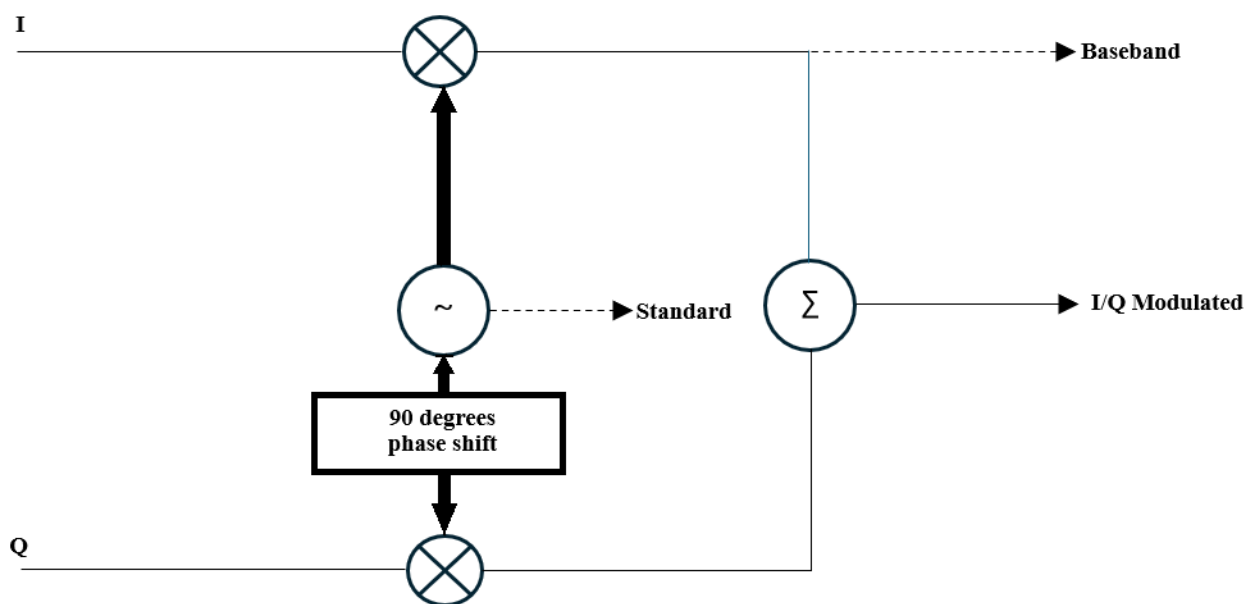 I
Baseband
~
Standard
∑
I/Q Modulated
90 degrees
phase shift
Q